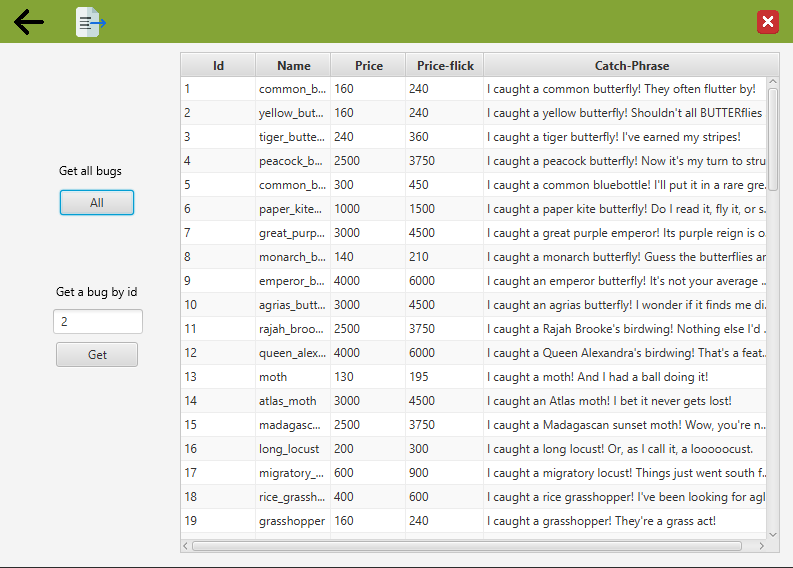 Id Name Price Price-flick Catch-Phrase
1 common_b... 160 240 I caught a common butterfly! They often flutter by!
2 yellow_but... 160 240 I caught a yellow butterfly! Shouldn't all BUTTERflies
3 tiger_butte... 240 360 I caught a tiger butterfly! I've earned my stripes!
4 peacock_b... 2500 3750 I caught a peacock butterfly! Now it's my turn to stru
5 common_b... 300 450 I caught a common bluebottle! I'll put it in a rare gre...
6 paper_kite... 1000 1500 I caught a paper kite butterfly! Do I read it, fly it, or s...
7 great_purp... 3000 4500 I caught a great purple emperor! Its purple reign is o...
8 monarch_b... 140 210 I caught a monarch butterfly! Guess the butterflies ar
9 emperor_b... 4000 6000 I caught an emperor butterfly! It's not your average ...
10 agrias_butt... 3000 4500 I caught an agrias butterfly! I wonder if it finds me di...
11 rajah_broo... 2500 3750 I caught a Rajah Brooke's birdwing! Nothing else I'd ...
12 queen_alex... 4000 6000 I caught a Queen Alexandra's birdwing! That's a feat...
13 moth 130 195 I caught a moth! And I had a ball doing it!
14 atlas_moth 3000 4500 I caught an Atlas moth! I bet it never gets lost!
15 madagasc... 2500 3750 I caught a Madagascan sunset moth! Wow, you're n...
16 long_locust 200 300 I caught a long locust! Or, as I call it, a looooocust.
17 migratory_... 600 900 I caught a migratory locust! Things just went south f...
18 rice_grassh... 400 600 I caught a rice grasshopper! I've been looking for agl
19 grasshopper 160 240 I caught a grasshopper! They're a grass act!
Get all bugs
All
Get a bug by id
2
Get